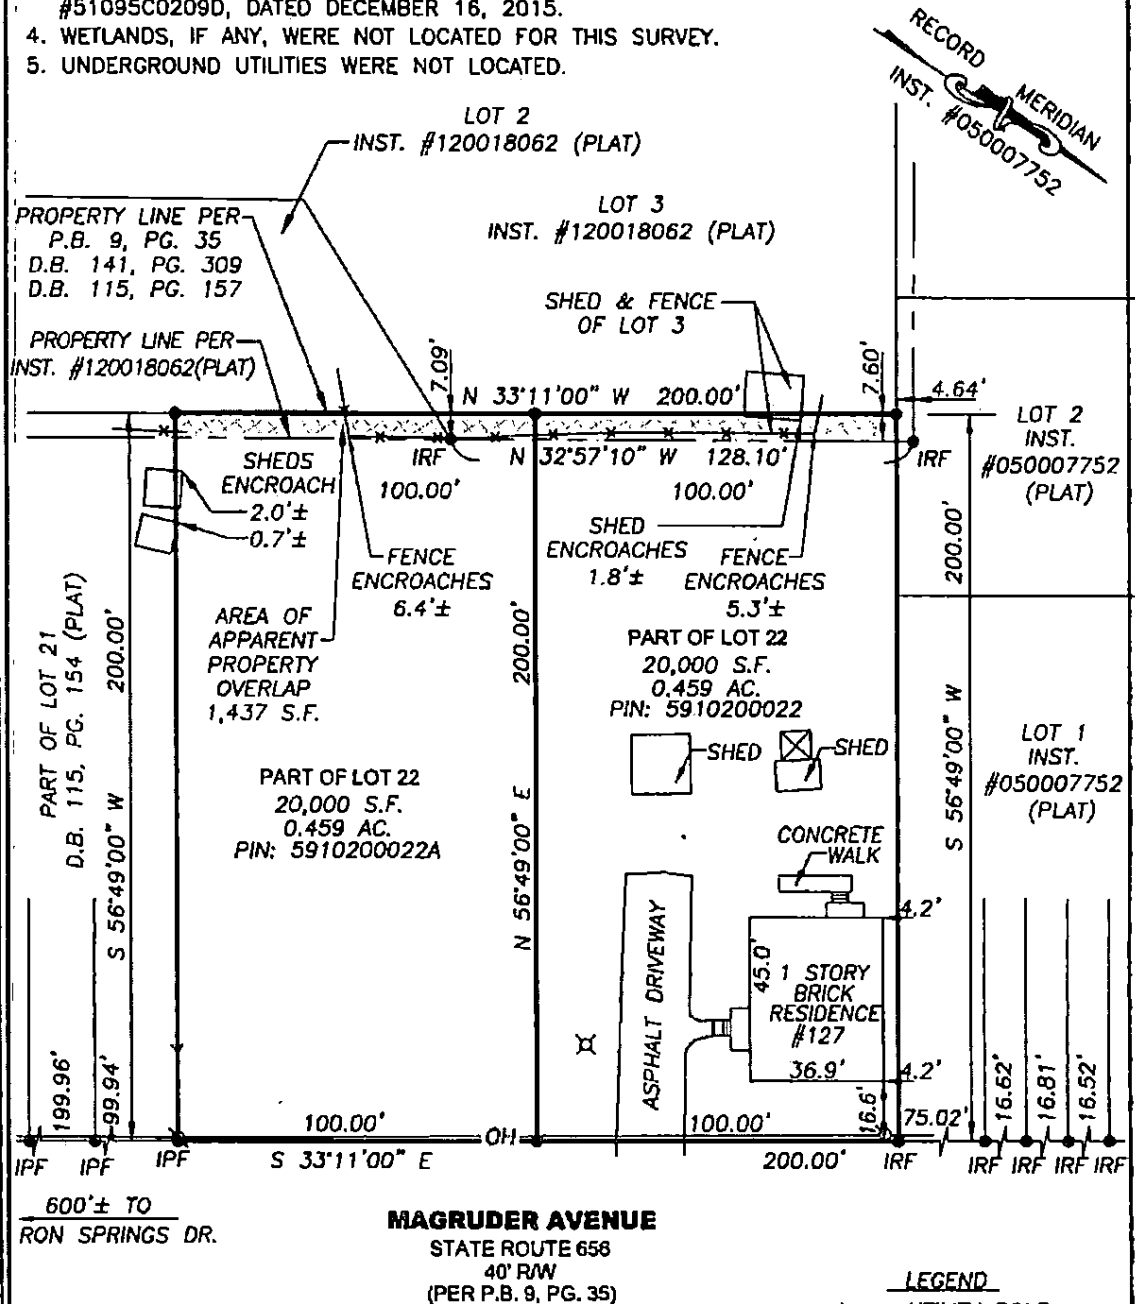 #51095C0209D, DATED DECEMBER 16, 2015.
4. WETLANDS, IF ANY, WERE NOT LOCATED FOR THIS SURVEY.
5. UNDERGROUND UTILITIES WERE NOT LOCATED.
RECORD MERIDIAN
INST. #050007752
LOT 2
INST. #120018062 (PLAT)
LOT 3
INST. #120018062 (PLAT)
PROPERTY LINE PER
P.B. 9, PG. 35
D.B. 141, PG. 309
D.B. 115, PG. 157
SHED & FENCE
OF LOT 3
PROPERTY LINE PER
INST. #120018062(PLAT)
7.09'
N 33°11'00" W 200.00'
7.60'
4.64'
LOT 2
INST.
#050007752
(PLAT)
IRF
N 32°57'10" W 128.10'
IRF
SHEDS
ENCROACH
2.0'±
0.7'±
100.00'
100.00'
FENCE
ENCROACHES
6.4'±
SHED
ENCROACHES
1.8'±
FENCE
ENCROACHES
5.3'±
200.00'
AREA OF
APPARENT
PROPERTY
OVERLAP
1,437 S.F.
PART OF LOT 21
D.B. 115, PG. 154 (PLAT)
S 56°49'00" W 200.00'
N 56°49'00" E 200.00'
PART OF LOT 22
20,000 S.F.
0.459 AC.
PIN: 5910200022
S 56°49'00" W
LOT 1
INST.
#050007752
(PLAT)
SHED
SHED
PART OF LOT 22
20,000 S.F.
0.459 AC.
PIN: 5910200022A
CONCRETE
WALK
4.2'
ASPHALT DRIVEWAY
45.0'
1 STORY
BRICK
RESIDENCE
#127
36.9'
4.2'
16.6'
199.96'
99.94'
100.00'
OH
100.00'
75.02'
16.62'
16.81'
16.52'
IPF
IPF
IPF
S 33°11'00" E
200.00'
IRF
IRF
IRF
IRF
IRF
600'± TO
RON SPRINGS DR.
MAGRUDER AVENUE
STATE ROUTE 658
40' R/W
(PER P.B. 9, PG. 35)
LEGEND